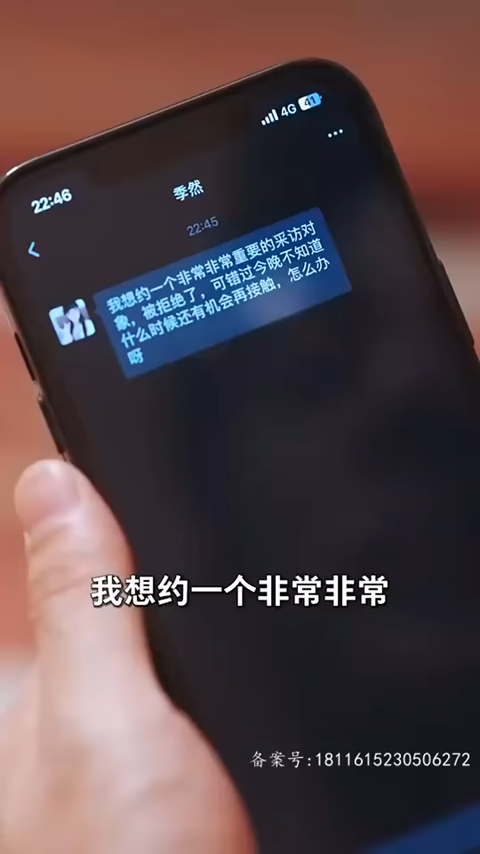 22:46
4G 41
季然
22:45
我想约一个非常非常重要的采访对
象，被拒绝了，可错过今晚不知道
什么时候还有机会再接触，怎么办
呀
我想约一个非常非常
备案号:1811615230506272